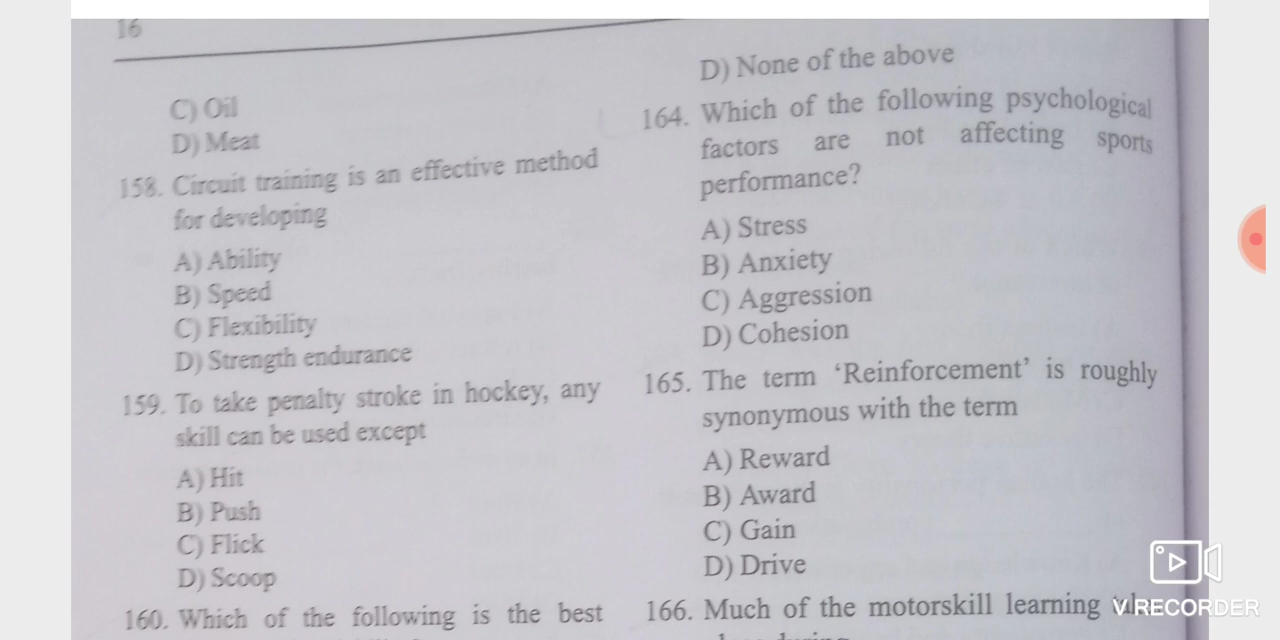 16
C) Oil
D) Meat
158. Circuit training is an effective method
for developing
A) Ability
B) Speed
C) Flexibility
D) Strength endurance
159. To take penalty stroke in hockey, any
skill can be used except
A) Hit
B) Push
C) Flick
D) Scoop
160. Which of the following is the best
D) None of the above
164. Which of the following psychological
factors are not affecting sports
performance?
A) Stress
B) Anxiety
C) Aggression
D) Cohesion
165. The term ‘Reinforcement’ is roughly
synonymous with the term
A) Reward
B) Award
C) Gain
D) Drive
166. Much of the motorskill learning
V.RECORDER